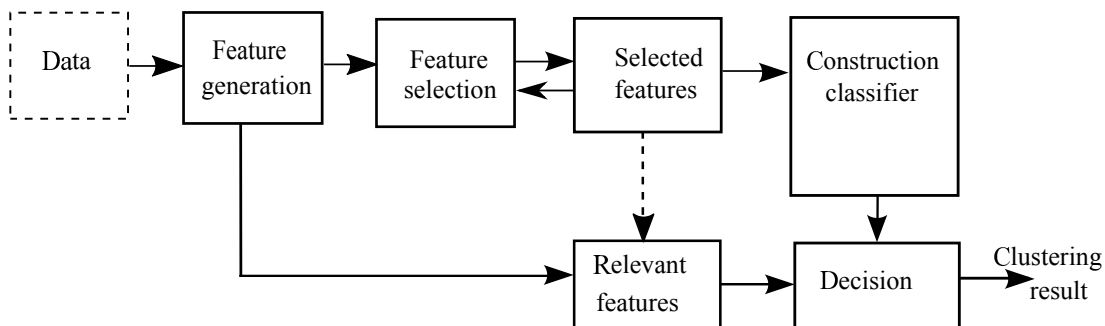 Data
Feature
generation
Feature
selection
Selected
features
Construction
classifier
Relevant
features
Decision
Clustering
result